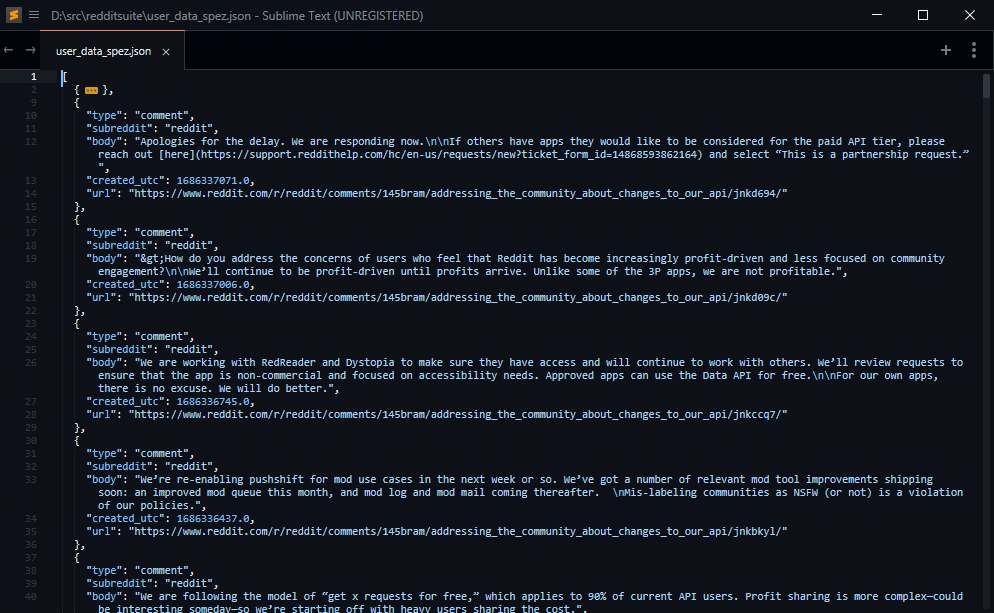 D:\src\redditsuite\user_data_spez.json - Sublime Text (UNREGISTERED)
user_data_spez.json
1 [
2 { ... },
9 {
10 "type": "comment",
11 "subreddit": "reddit",
12 "body": "Apologies for the delay. We are responding now.\n\nIf others have apps they would like to be considered for the paid API tier, please
reach out [here](https://support.reddithelp.com/hc/en-us/requests/new?ticket_form_id=14868593862164) and select “This is a partnership request.”
",
13 "created_utc": 1686337071.0,
14 "url": "https://www.reddit.com/r/reddit/comments/145bram/addressing_the_community_about_changes_to_our_api/jnkd694/"
15 },
16 {
17 "type": "comment",
18 "subreddit": "reddit",
19 "body": "&gt;How do you address the concerns of users who feel that Reddit has become increasingly profit-driven and less focused on community
engagement?\n\nWe’ll continue to be profit-driven until profits arrive. Unlike some of the 3P apps, we are not profitable.",
20 "created_utc": 1686337006.0,
21 "url": "https://www.reddit.com/r/reddit/comments/145bram/addressing_the_community_about_changes_to_our_api/jnkd09c/"
22 },
23 {
24 "type": "comment",
25 "subreddit": "reddit",
26 "body": "We are working with RedReader and Dystopia to make sure they have access and will continue to work with others. We’ll review requests to
ensure that the app is non-commercial and focused on accessibility needs. Approved apps can use the Data API for free.\n\nFor our own apps,
there is no excuse. We will do better.",
27 "created_utc": 1686336745.0,
28 "url": "https://www.reddit.com/r/reddit/comments/145bram/addressing_the_community_about_changes_to_our_api/jnkccq7/"
29 },
30 {
31 "type": "comment",
32 "subreddit": "reddit",
33 "body": "We’re re-enabling pushshift for mod use cases in the next week or so. We’ve got a number of relevant mod tool improvements shipping
soon: an improved mod queue this month, and mod log and mod mail coming thereafter.  \nMis-labeling communities as NSFW (or not) is a violation
of our policies.",
34 "created_utc": 1686336437.0,
35 "url": "https://www.reddit.com/r/reddit/comments/145bram/addressing_the_community_about_changes_to_our_api/jnkbkyl/"
36 },
37 {
38 "type": "comment",
39 "subreddit": "reddit",
40 "body": "We are following the model of “get x requests for free,” which applies to 90% of current API users. Profit sharing is more complex—could
be interesting someday—so we’re starting off with heavy users sharing the cost.",